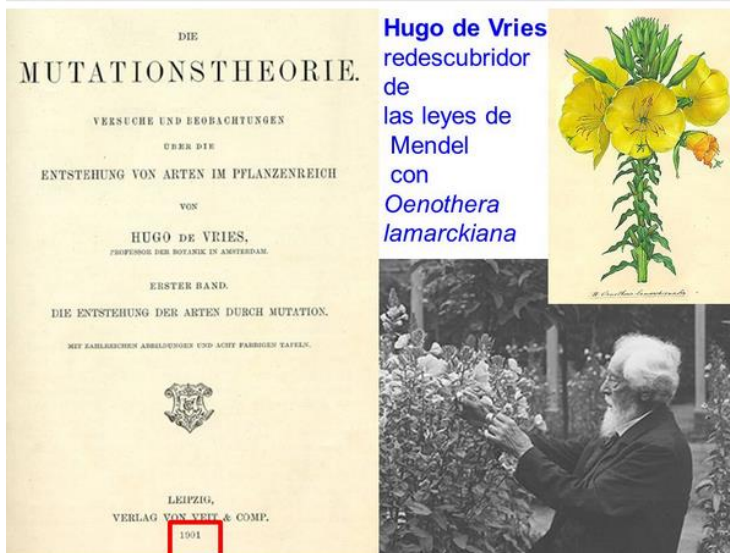 DIE
MUTATIONSTHEORIE.
VERSUCHE UND BEOBACHTUNGEN
ÜBER DIE
ENTSTEHUNG VON ARTEN IM PFLANZENREICH
VON
HUGO DE VRIES,
PROFESSOR DER BOTANIK IN AMSTERDAM.
ERSTER BAND.
DIE ENTSTEHUNG DER ARTEN DURCH MUTATION.
MIT ZAHLREICHEN ABBILDUNGEN UND ACHT FARBIGEN TAFELN.
LEIPZIG,
VERLAG VON VEIT & COMP.
1901
Hugo de Vries
redescubridor
de
las leyes de
Mendel
con
Oenothera
lamarckiana